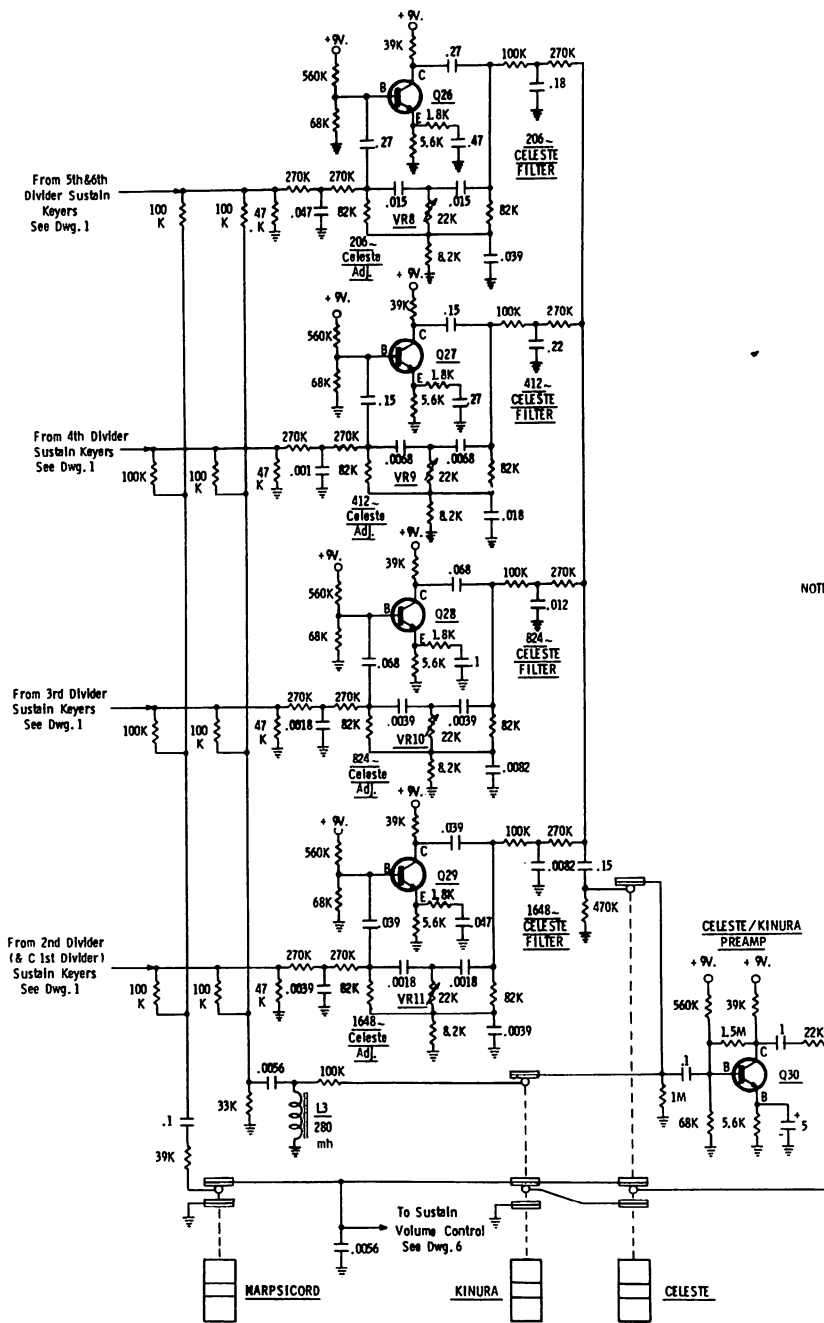 + 9V.
39K
.27
100K
270K
560K
C
B
Q26
.18
E
1.8K
68K
5.6K
.47
.27
206~
CELESTE
FILTER
From 5th&6th
Divider Sustain
Keyers
See Dwg. 1
270K
270K
100
K
100
K
47
K
.047
82K
.015
.015
VR8
22K
82K
206~
Celeste
Adj.
8.2K
.039
+ 9V.
39K
+ 9V.
.15
100K
270K
560K
C
B
Q27
.22
E
1.8K
68K
5.6K
.27
.15
412~
CELESTE
FILTER
From 4th Divider
Sustain Keyers
See Dwg. 1
270K
270K
100K
100
K
47
K
.001
82K
.0068
.0068
VR9
22K
82K
412~
Celeste
Adj.
8.2K
.018
+ 9V.
+9V.
39K
.068
100K
270K
560K
C
B
Q28
.012
NOTE
E
1.8K
68K
5.6K
.1
.068
824~
CELESTE
FILTER
From 3rd Divider
Sustain Keyers
See Dwg. 1
270K
270K
100K
100
K
47
K
.0018
82K
.0039
.0039
VR10
22K
82K
824~
Celeste
Adj.
8.2K
.0082
+ 9V.
+ 9V.
39K
.039
100K
270K
560K
C
B
Q29
.0082
.15
E
1.8K
68K
5.6K
.047
.039
1648~
CELESTE
FILTER
470K
CELESTE/KINURA
PREAMP
From 2nd Divider
(& C 1st Divider)
Sustain Keyers
See Dwg. 1
270K
270K
100
K
100
K
47
K
.0039
82K
.0018
.0018
VR11
22K
82K
1648~
Celeste
Adj.
8.2K
.0039
+ 9V.
+ 9V.
560K
39K
1.5M
.1
22K
C
.0056
100K
.1
B
Q30
33K
L3
280
mh
1M
B
68K
5.6K
+
5
-
.1
39K
To Sustain
Volume Control
See Dwg. 6
.0056
MARPSICORD
KINURA
CELESTE